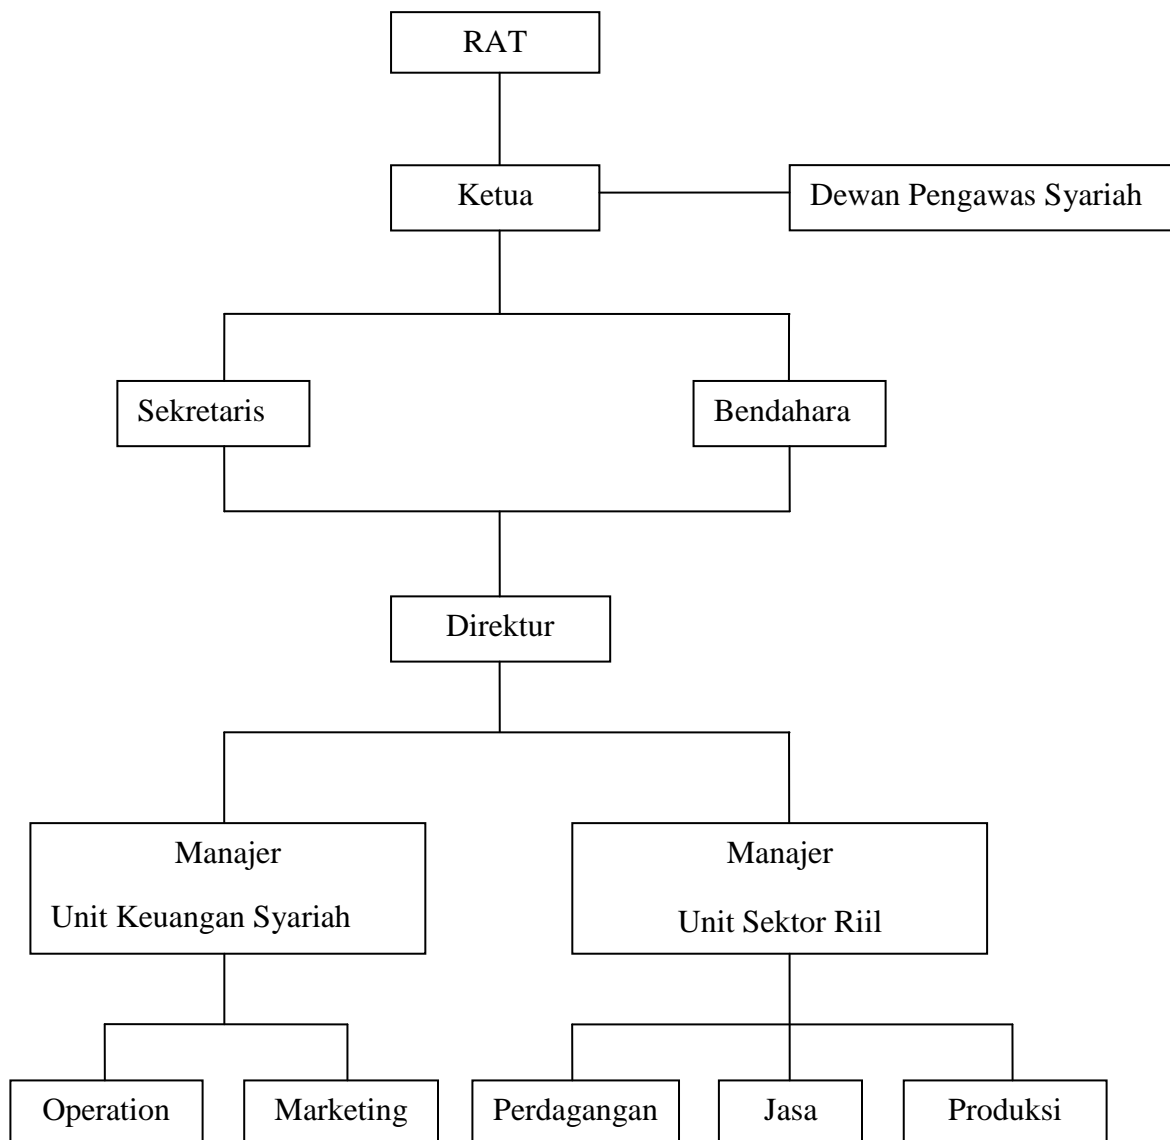 RAT
Ketua
Dewan Pengawas Syariah
Sekretaris
Bendahara
Direktur
Manajer
Unit Keuangan Syariah
Manajer
Unit Sektor Riil
Operation
Marketing
Perdagangan
Jasa
Produksi